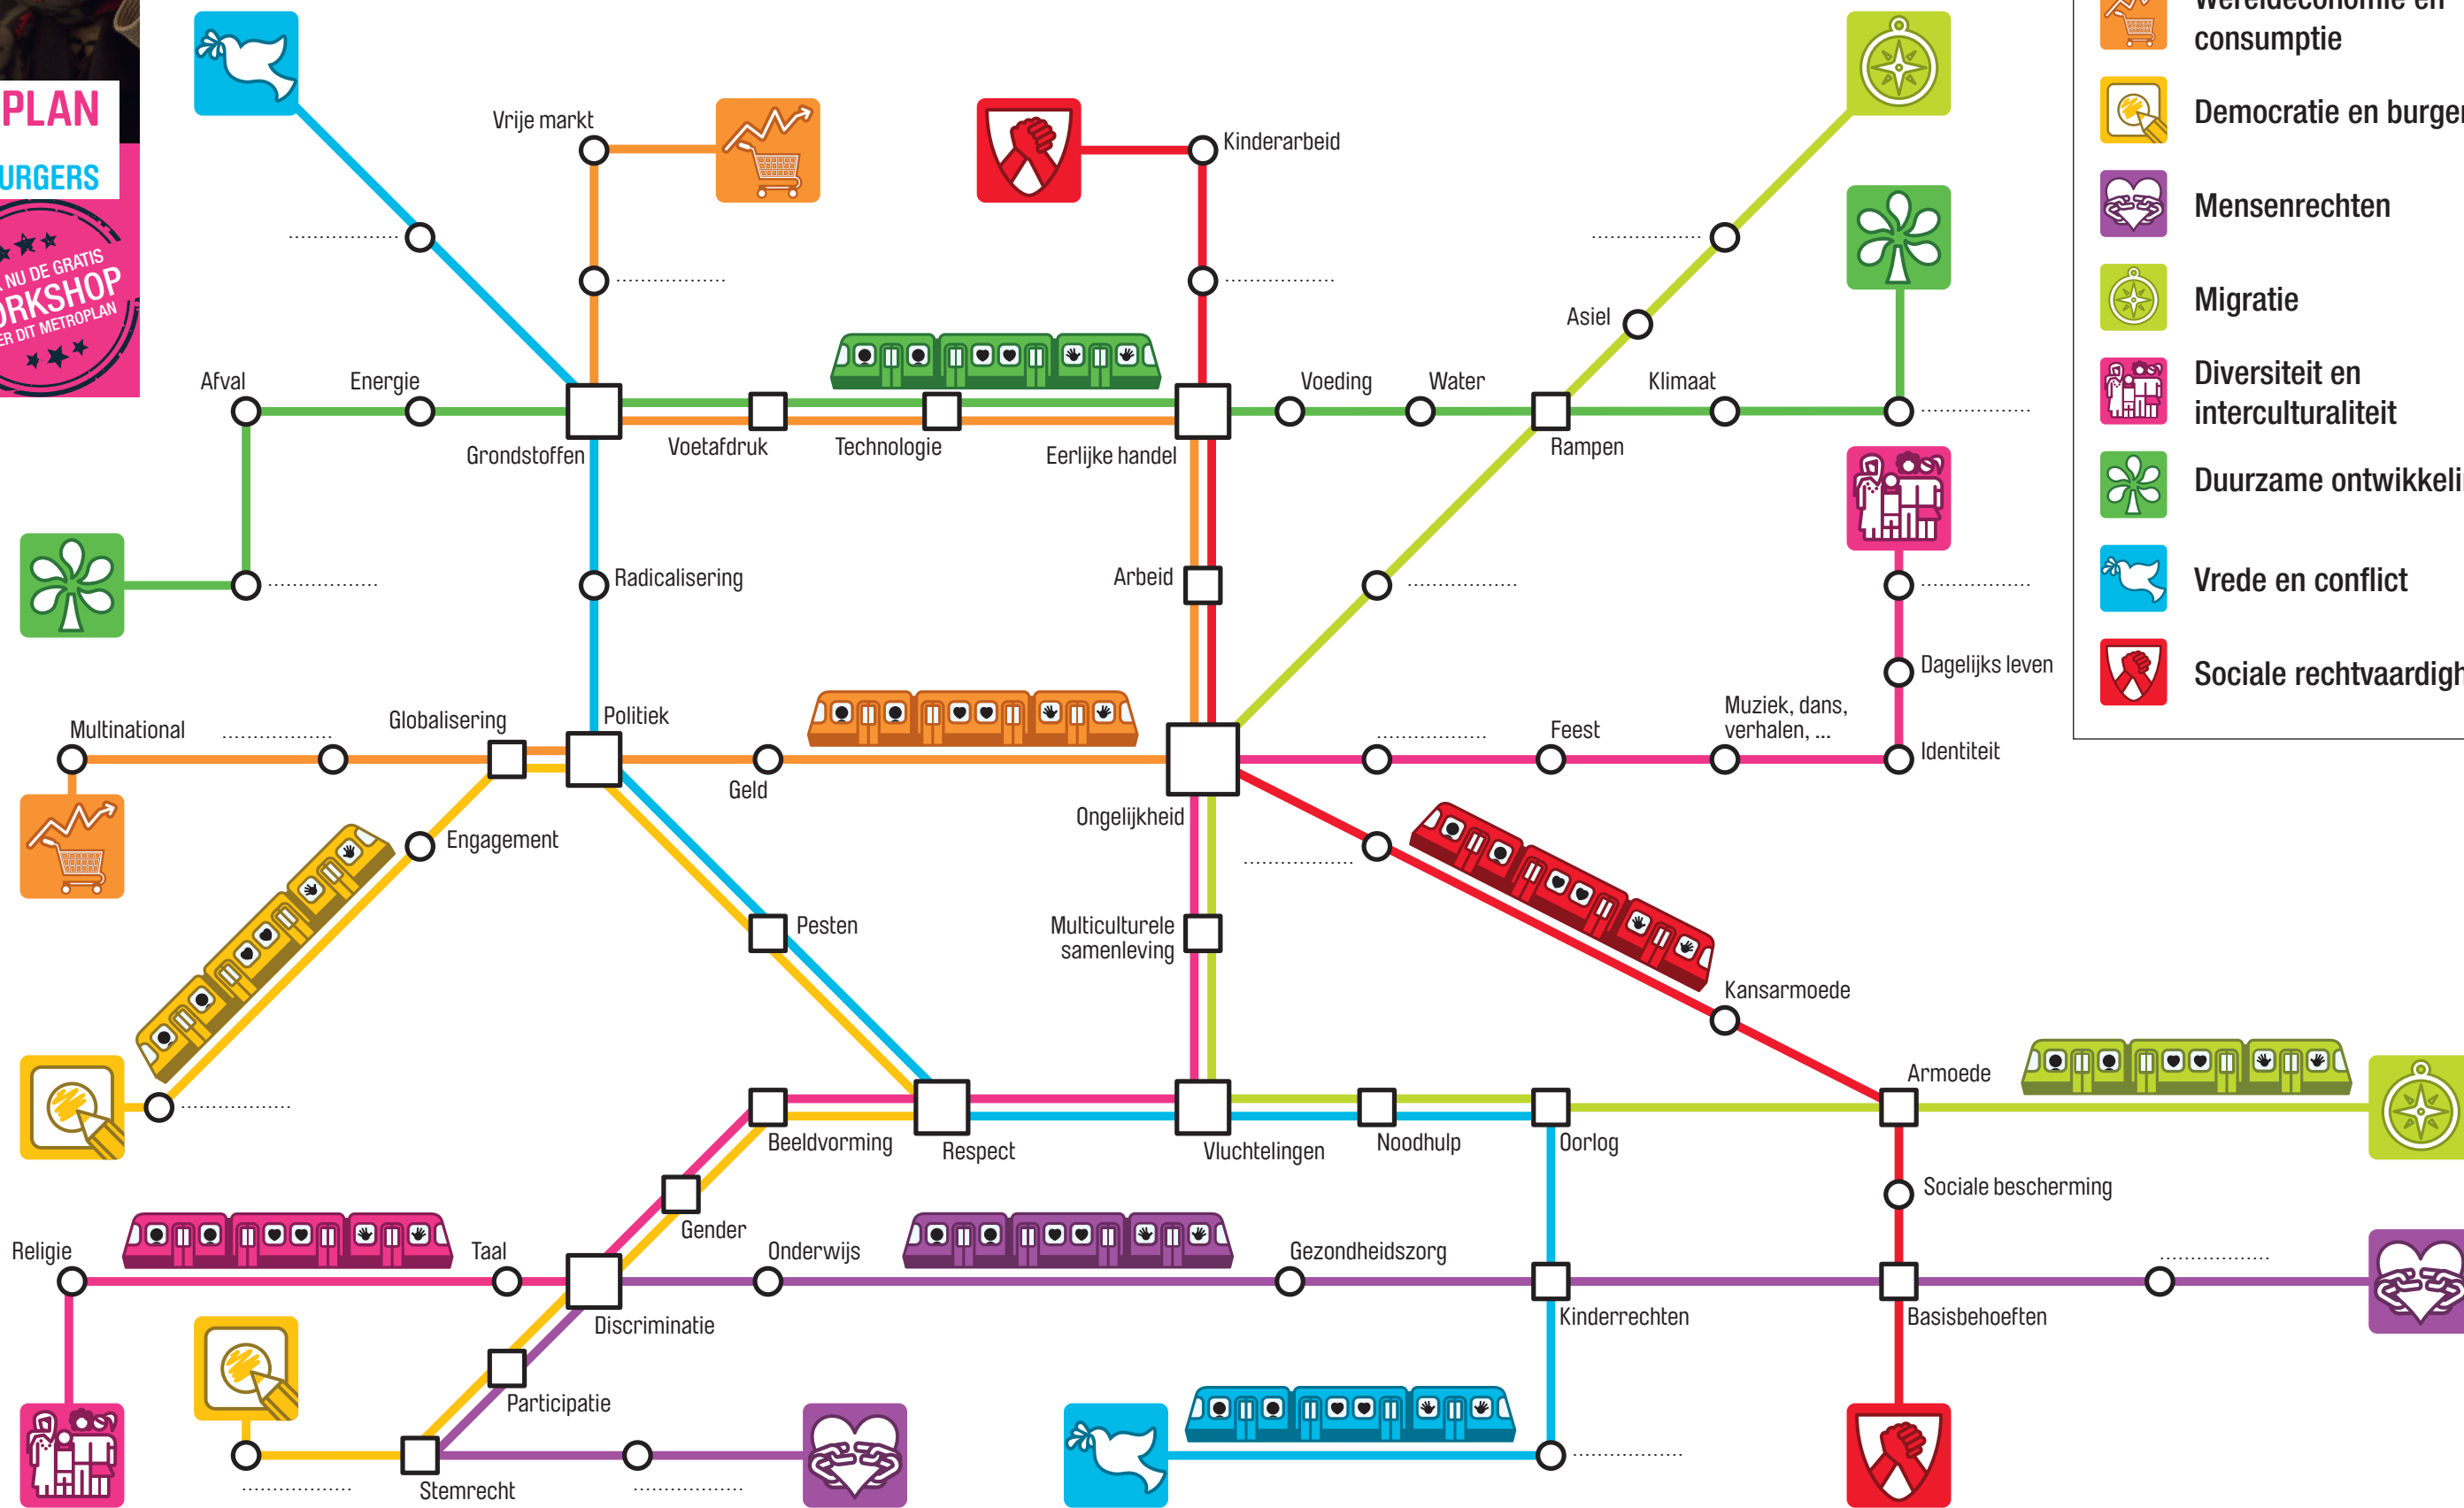 PLAN
URGERS
NU DE GRATIS
ORKSHOP
ER DIT METROPLAN
Vrije markt
Kinderarbeid
Asiel
Afval
Energie
Voeding
Water
Klimaat
Grondstoffen
Voetafdruk
Technologie
Eerlijke handel
Rampen
Radicalisering
Arbeid
Dagelijks leven
Multinational
Globalisering
Politiek
Muziek, dans,
verhalen, ...
Feest
Identiteit
Geld
Ongelijkheid
Engagement
Pesten
Multiculturele
samenleving
Kansarmoede
Armoede
Beeldvorming
Respect
Vluchtelingen
Noodhulp
Oorlog
Sociale bescherming
Gender
Religie
Taal
Onderwijs
Gezondheidszorg
Discriminatie
Kinderrechten
Basisbehoeften
Participatie
Stemrecht
Wereldeconomie en
consumptie
Democratie en burger
Mensenrechten
Migratie
Diversiteit en
interculturaliteit
Duurzame ontwikkeli
Vrede en conflict
Sociale rechtvaardigh